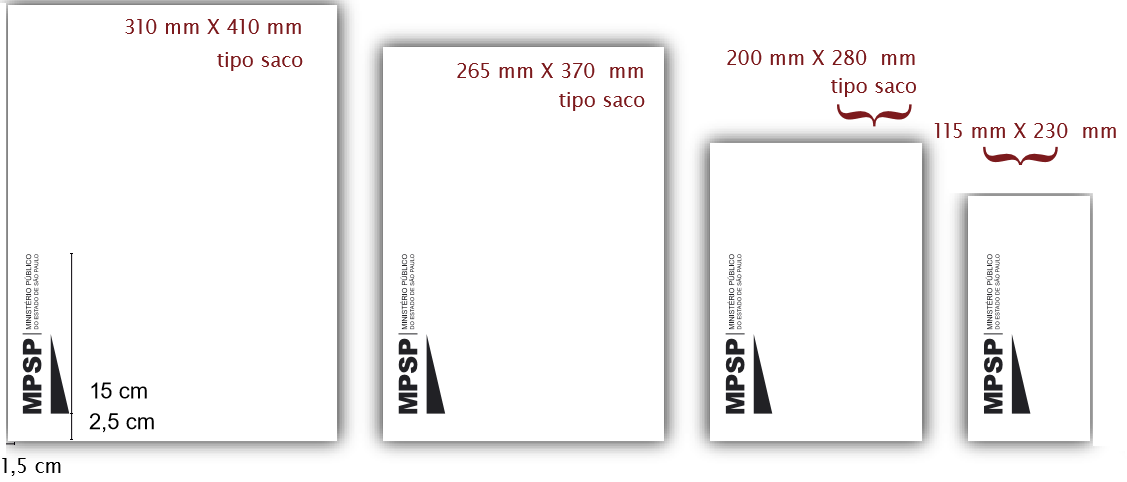 310 mm X 410 mm
tipo saco
MPSP
MINISTÉRIO PÚBLICO
DO ESTADO DE SÃO PAULO
15 cm
2,5 cm
1,5 cm
265 mm X 370 mm
tipo saco
MPSP
MINISTÉRIO PÚBLICO
DO ESTADO DE SÃO PAULO
200 mm X 280 mm
tipo saco
MPSP
MINISTÉRIO PÚBLICO
DO ESTADO DE SÃO PAULO
115 mm X 230 mm
MPSP
MINISTÉRIO PÚBLICO
DO ESTADO DE SÃO PAULO